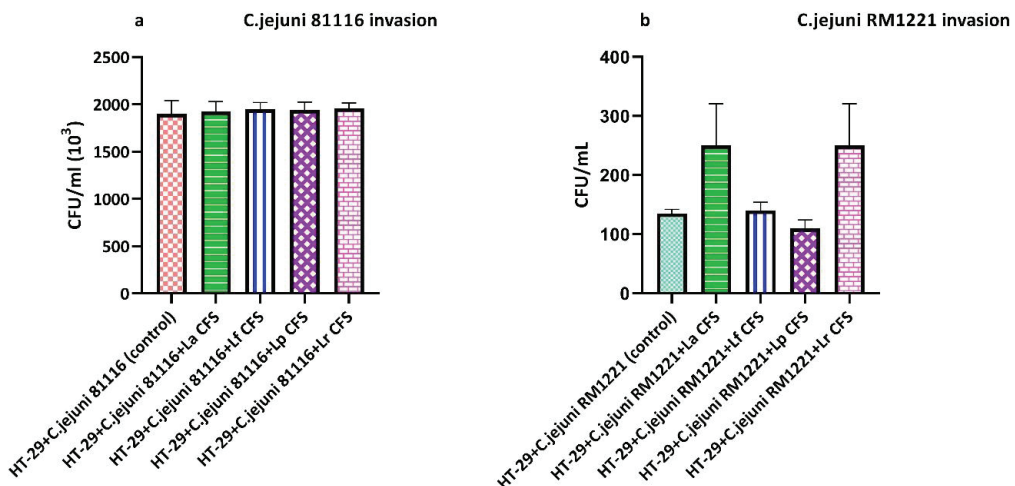 a C.jejuni 81116 invasion
2500
2000
1500
1000
500
0
CFU/ml (10³)
HT-29+C.jejuni 81116 (control)
HT-29+C.jejuni 81116+La CFS
HT-29+C.jejuni 81116+Lf CFS
HT-29+C.jejuni 81116+Lp CFS
HT-29+C.jejuni 81116+Lr CFS
b C.jejuni RM1221 invasion
400
300
200
100
0
CFU/mL
HT-29+C.jejuni RM1221 (control)
HT-29+C.jejuni RM1221+La CFS
HT-29+C.jejuni RM1221+Lf CFS
HT-29+C.jejuni RM1221+Lp CFS
HT-29+C.jejuni RM1221+Lr CFS